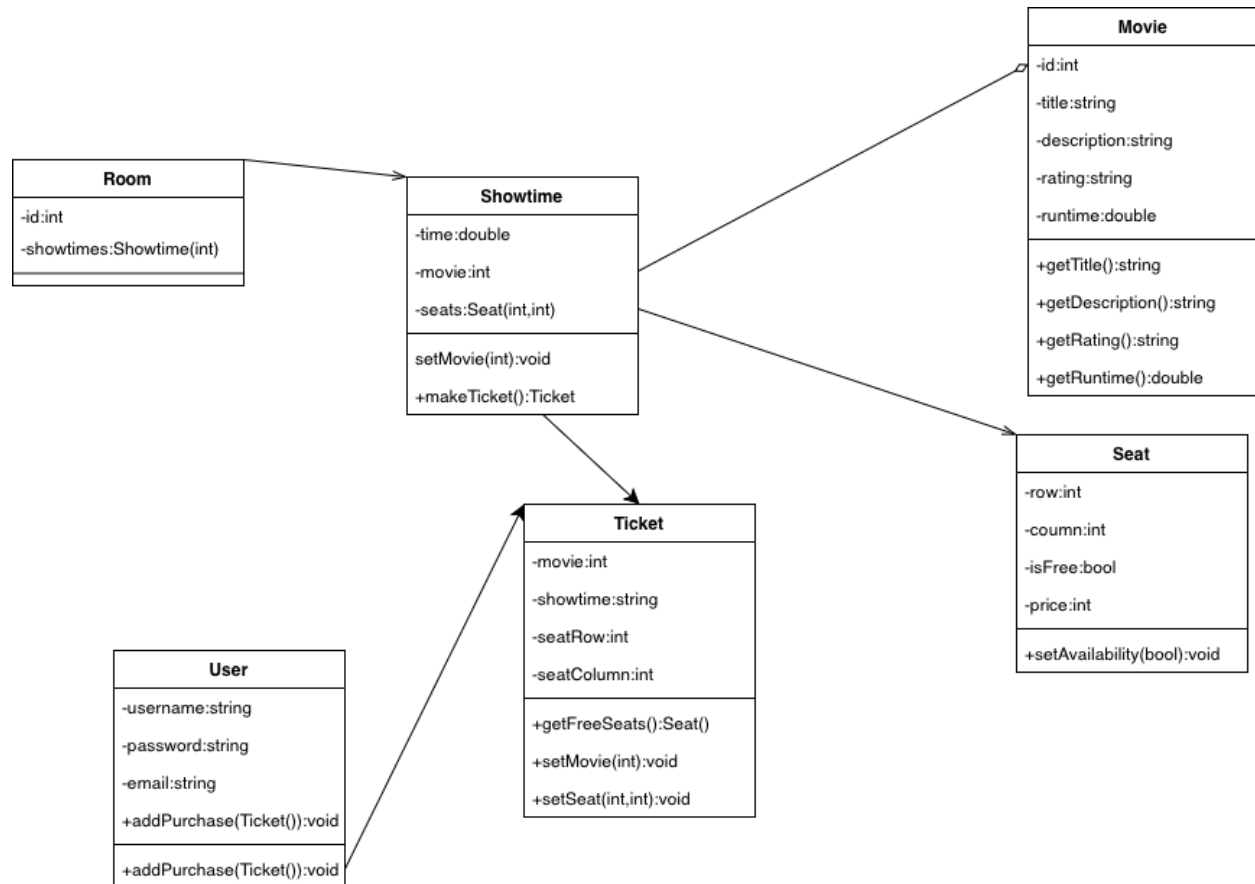 Movie
-id:int
-title:string
-description:string
-rating:string
-runtime:double
+getTitle():string
+getDescription():string
+getRating():string
+getRuntime():double
Room
-id:int
-showtimes:Showtime(int)
Showtime
-time:double
-movie:int
-seats:Seat(int,int)
setMovie(int):void
+makeTicket():Ticket
Seat
-row:int
-coumn:int
-isFree:bool
-price:int
+setAvailability(bool):void
Ticket
-movie:int
-showtime:string
-seatRow:int
-seatColumn:int
+getFreeSeats():Seat()
+setMovie(int):void
+setSeat(int,int):void
User
-username:string
-password:string
-email:string
+addPurchase(Ticket()):void
+addPurchase(Ticket()):void